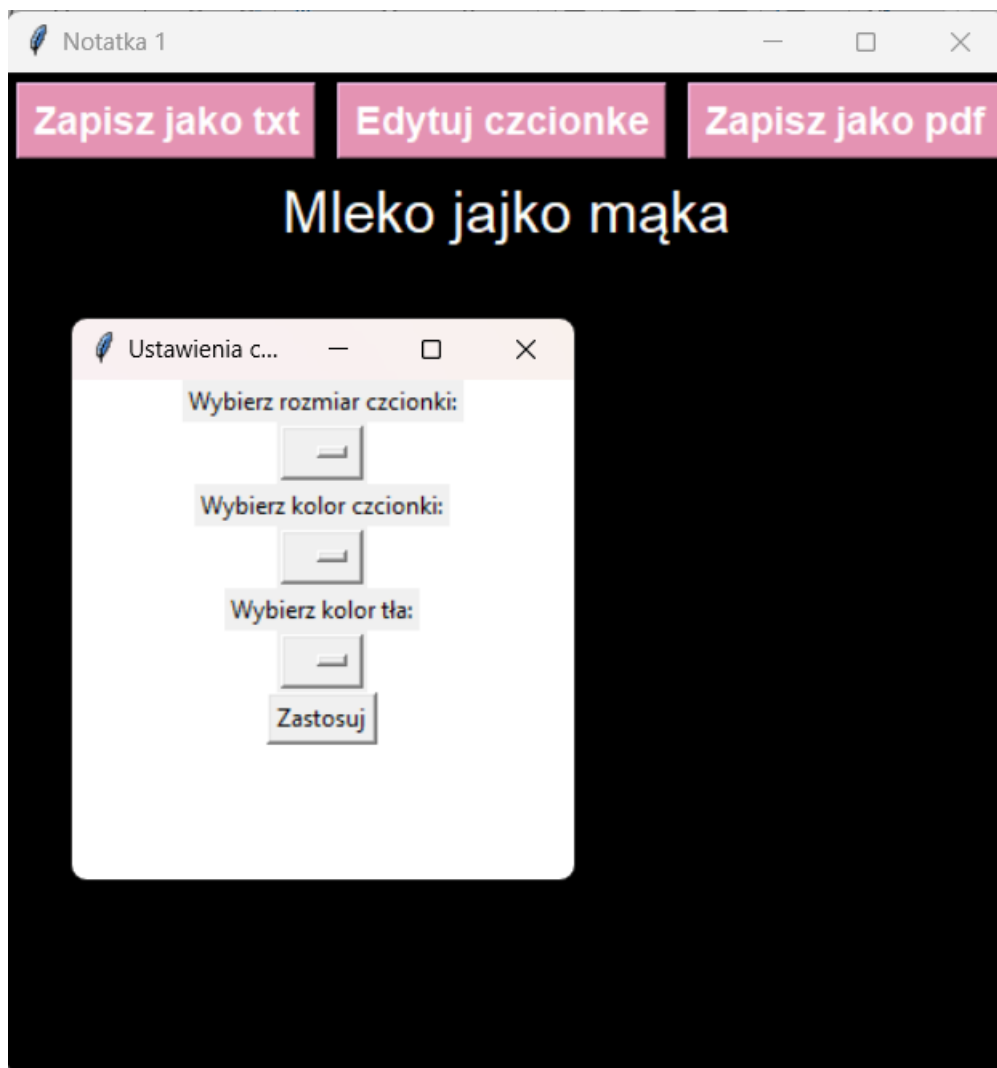 Notatka 1
Zapisz jako txt Edytuj czcionke Zapisz jako pdf
Mleko jajko mąka
Ustawienia c...
Wybierz rozmiar czcionki:
Wybierz kolor czcionki:
Wybierz kolor tła:
Zastosuj